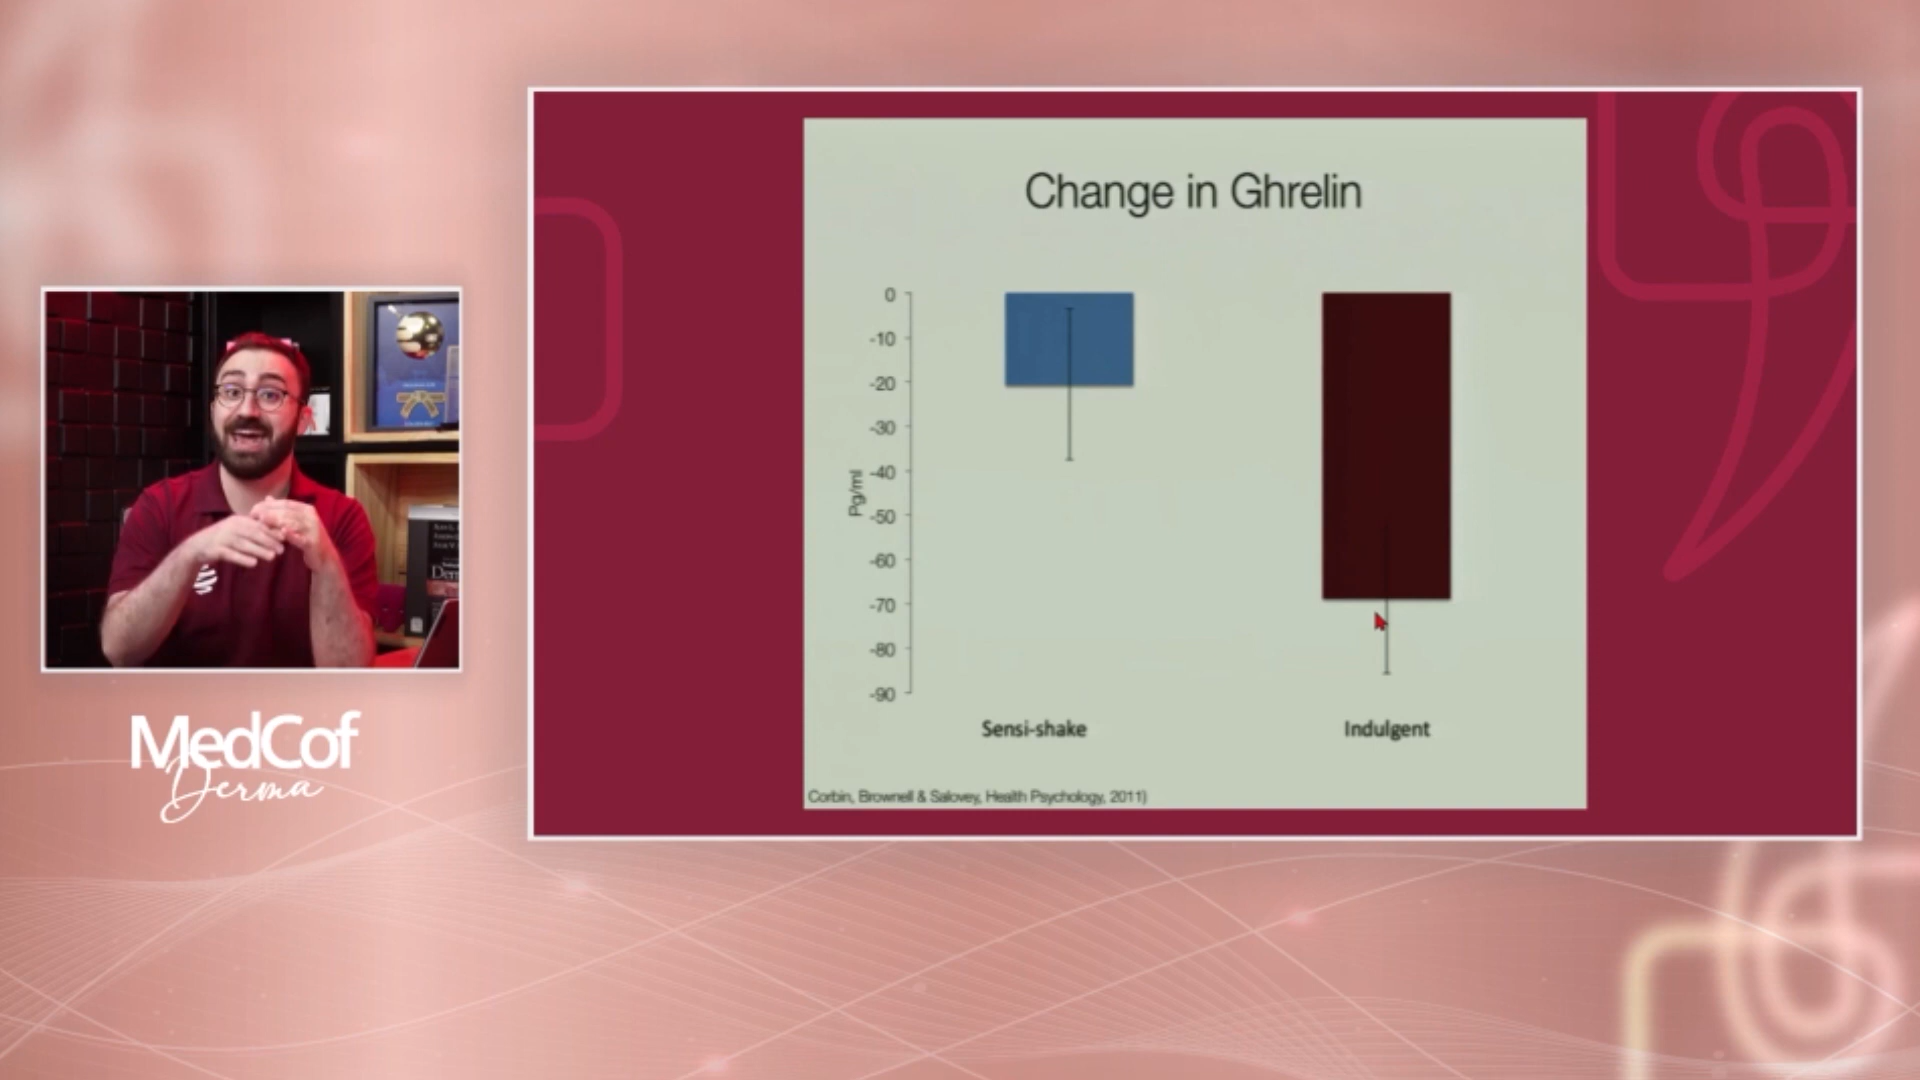 Change in Ghrelin
0
-10
-20
-30
-40
-50
-60
-70
-80
-90
Pg/ml
Sensi-shake
Indulgent
Corbin, Brownell & Salovey, Health Psychology, 2011)
MedCof
Derma